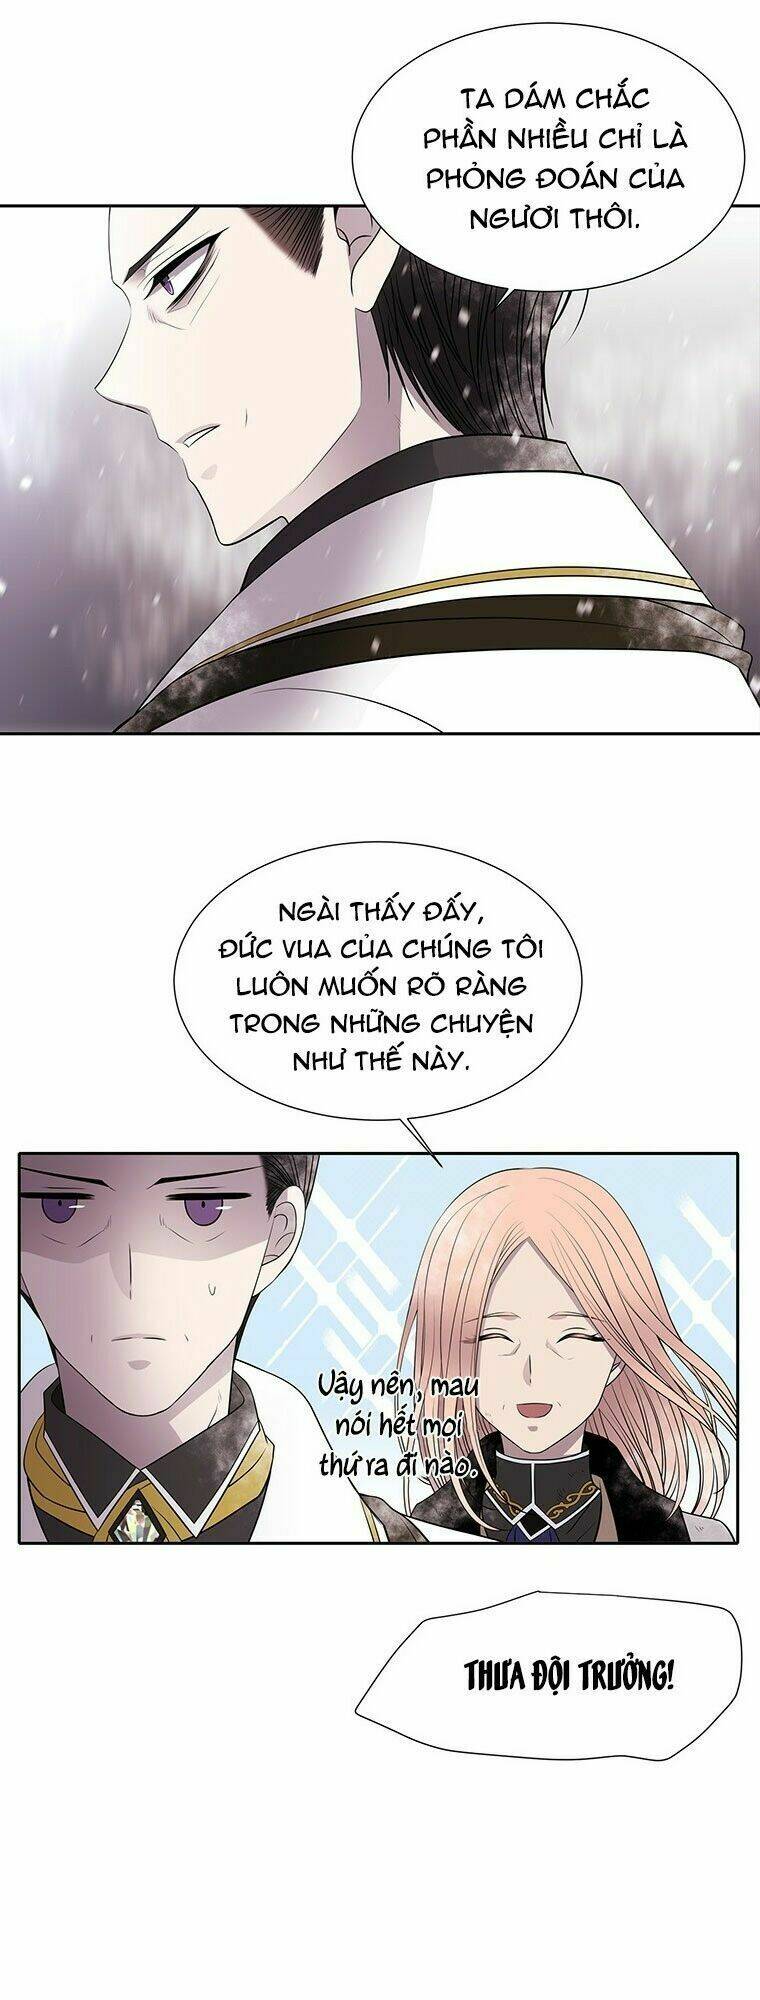 TA DÁM CHẮC
PHẦN NHIỀU CHỈ LÀ
PHỎNG ĐOÁN CỦA
NGƯƠI THÔI.
NGÀI THẤY ĐẤY,
ĐỨC VUA CỦA CHÚNG TÔI
LUÔN MUỐN RÕ RÀNG
TRONG NHỮNG CHUYỆN
NHƯ THẾ NÀY.
Vậy nên, mau
nói hết mọi
thứ ra đi nào.
THƯA ĐỘI TRƯỞNG!